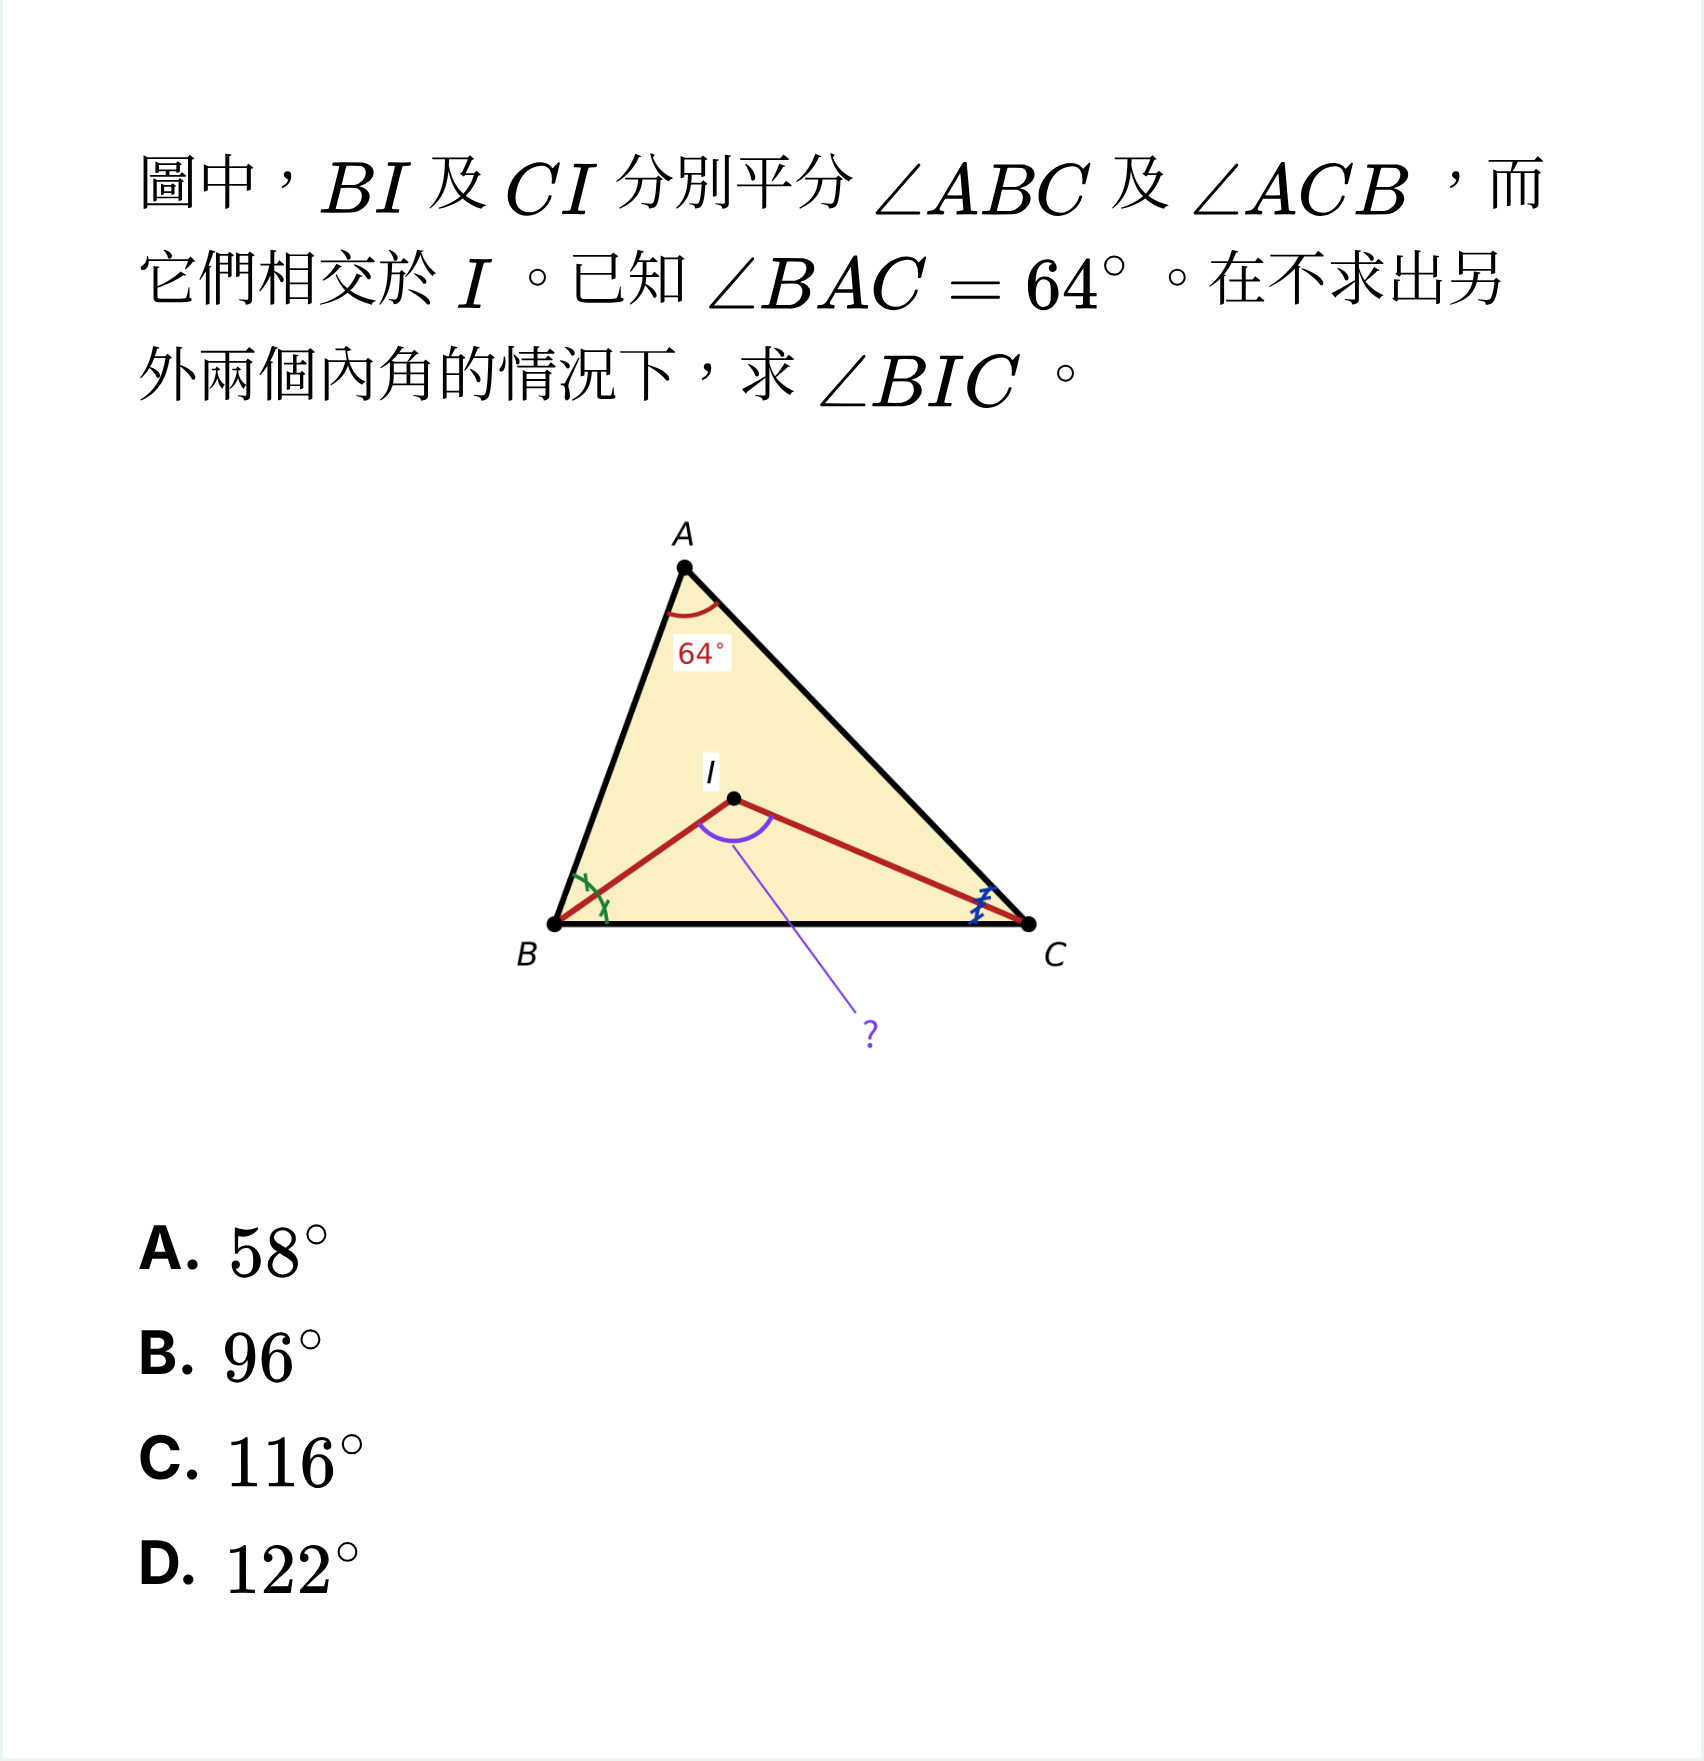 圖中，BI 及 CI 分別平分 ∠ABC 及 ∠ACB ，而
它們相交於 I 。已知 ∠BAC = 64° 。在不求出另
外兩個內角的情況下，求 ∠BIC 。
A
64°
I
B
C
?
A. 58°
B. 96°
C. 116°
D. 122°